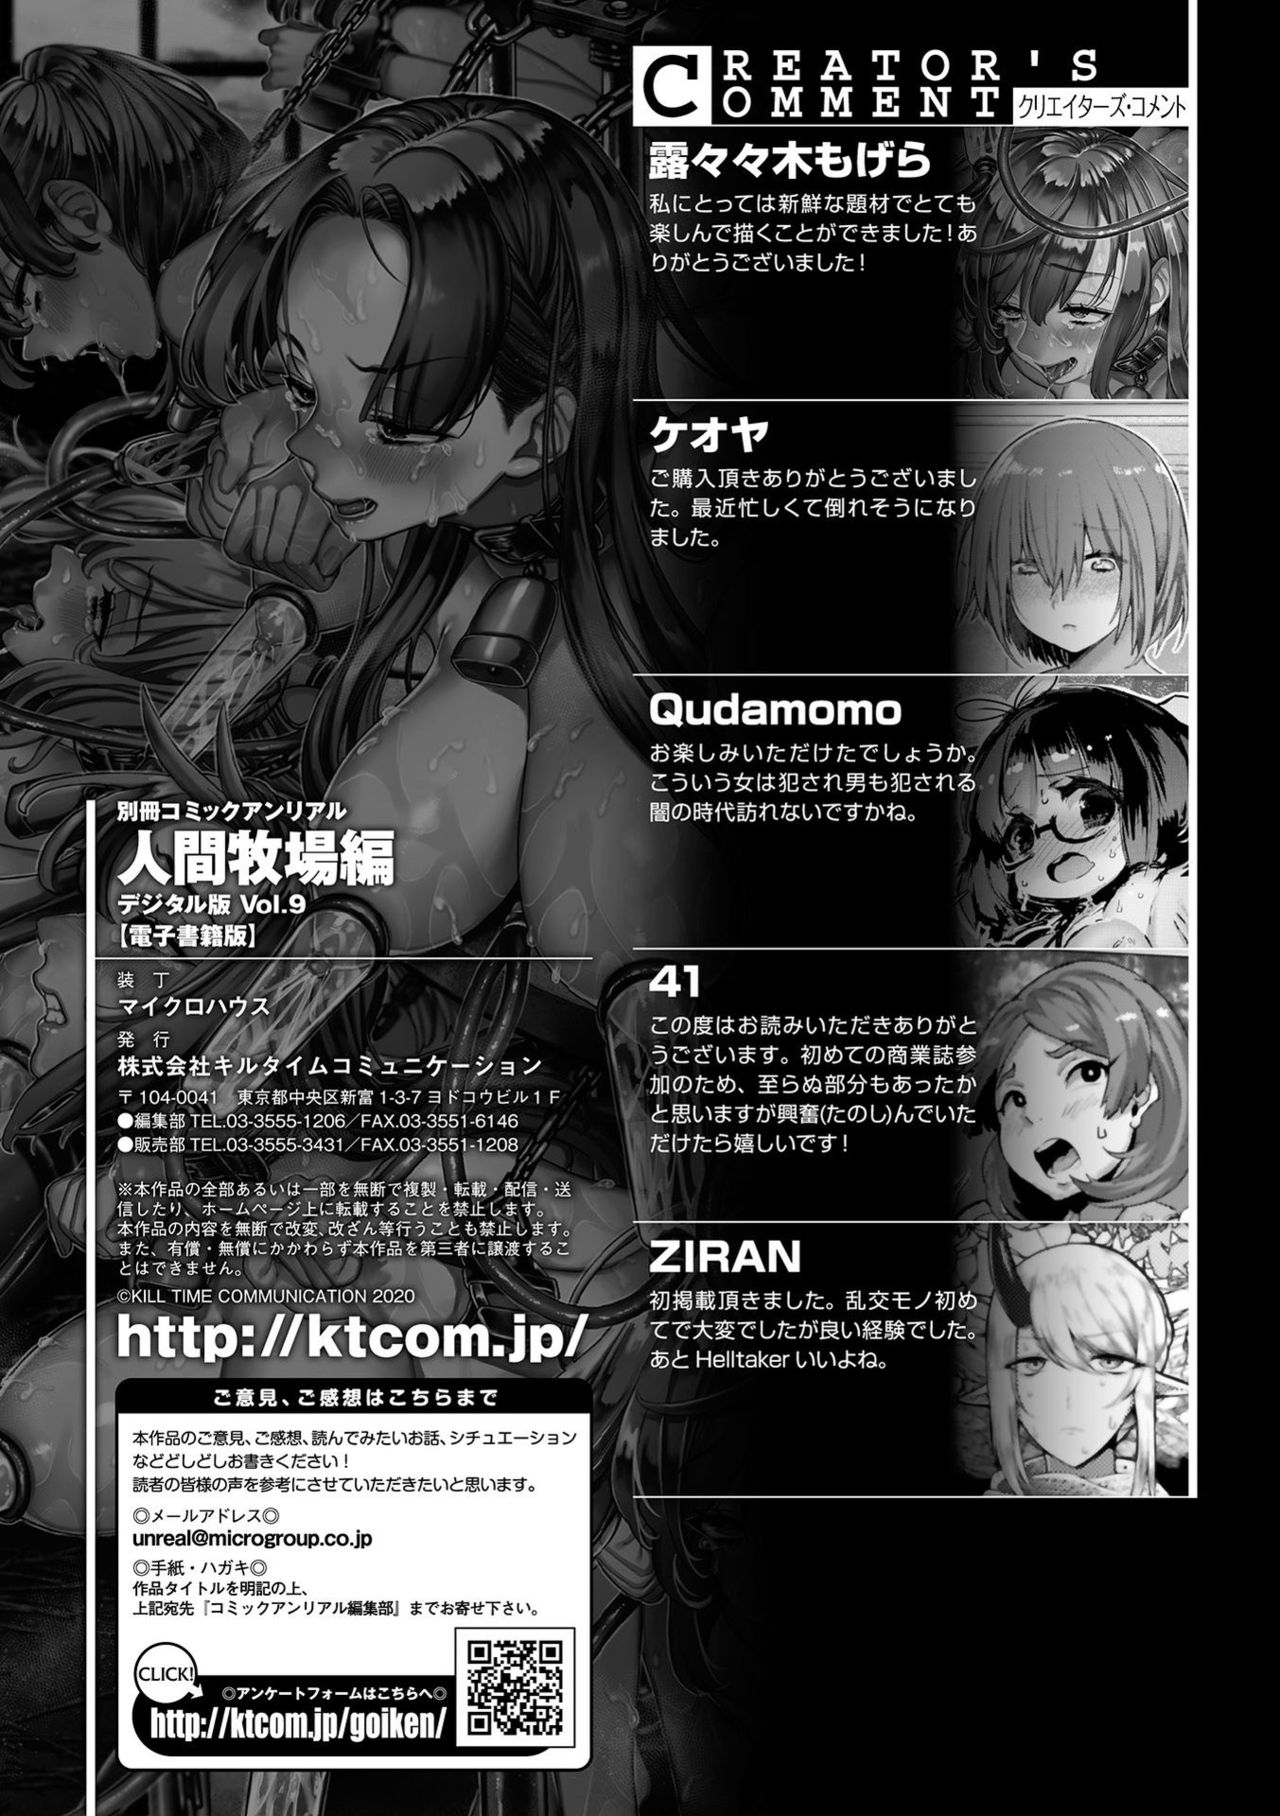 CREATOR'S
COMMENT クリエイターズ・コメント
露々々木もげら
私にとっては新鮮な題材でとても
楽しんで描くことができました！あ
りがとうございました！
ケオヤ
ご購入頂きありがとうございまし
た。最近忙しくて倒れそうになり
ました。
Qudamomo
お楽しみいただけたでしょうか。
こういう女は犯され男も犯される
闇の時代訪れないですかね。
41
この度はお読みいただきありがと
うございます。初めての商業誌参
加のため、至らぬ部分もあったか
と思いますが興奮(たのし)んでいた
だけたら嬉しいです！
ZIRAN
初掲載頂きました。乱交モノ初め
てで大変でしたが良い経験でした。
あとHelltakerいいよね。
別冊コミックアンリアル
人間牧場編
デジタル版 Vol.9
【電子書籍版】
装　丁
マイクロハウス
発　行
株式会社キルタイムコミュニケーション
〒104-0041　東京都中央区新富1-3-7ヨドコウビル1F
●編集部TEL.03-3555-1206／FAX.03-3551-6146
●販売部TEL.03-3555-3431／FAX.03-3551-1208
※本作品の全部あるいは一部を無断で複製・転載・配信・送
信したり、ホームページ上に転載することを禁止します。
本作品の内容を無断で改変、改ざん等行うことも禁止します。
また、有償・無償にかかわらず本作品を第三者に譲渡するこ
とはできません。
©KILL TIME COMMUNICATION 2020
http://ktcom.jp/
ご意見、ご感想はこちらまで
本作品のご意見、ご感想、読んでみたいお話、シチュエーション
などどしどしお書きください！
読者の皆様の声を参考にさせていただきたいと思います。
◎メールアドレス◎
unreal@microgroup.co.jp
◎手紙・ハガキ◎
作品タイトルを明記の上、
上記宛先『コミックアンリアル編集部』までお寄せ下さい。
CLICK!
◎アンケートフォームはこちらへ◎
http://ktcom.jp/goiken/